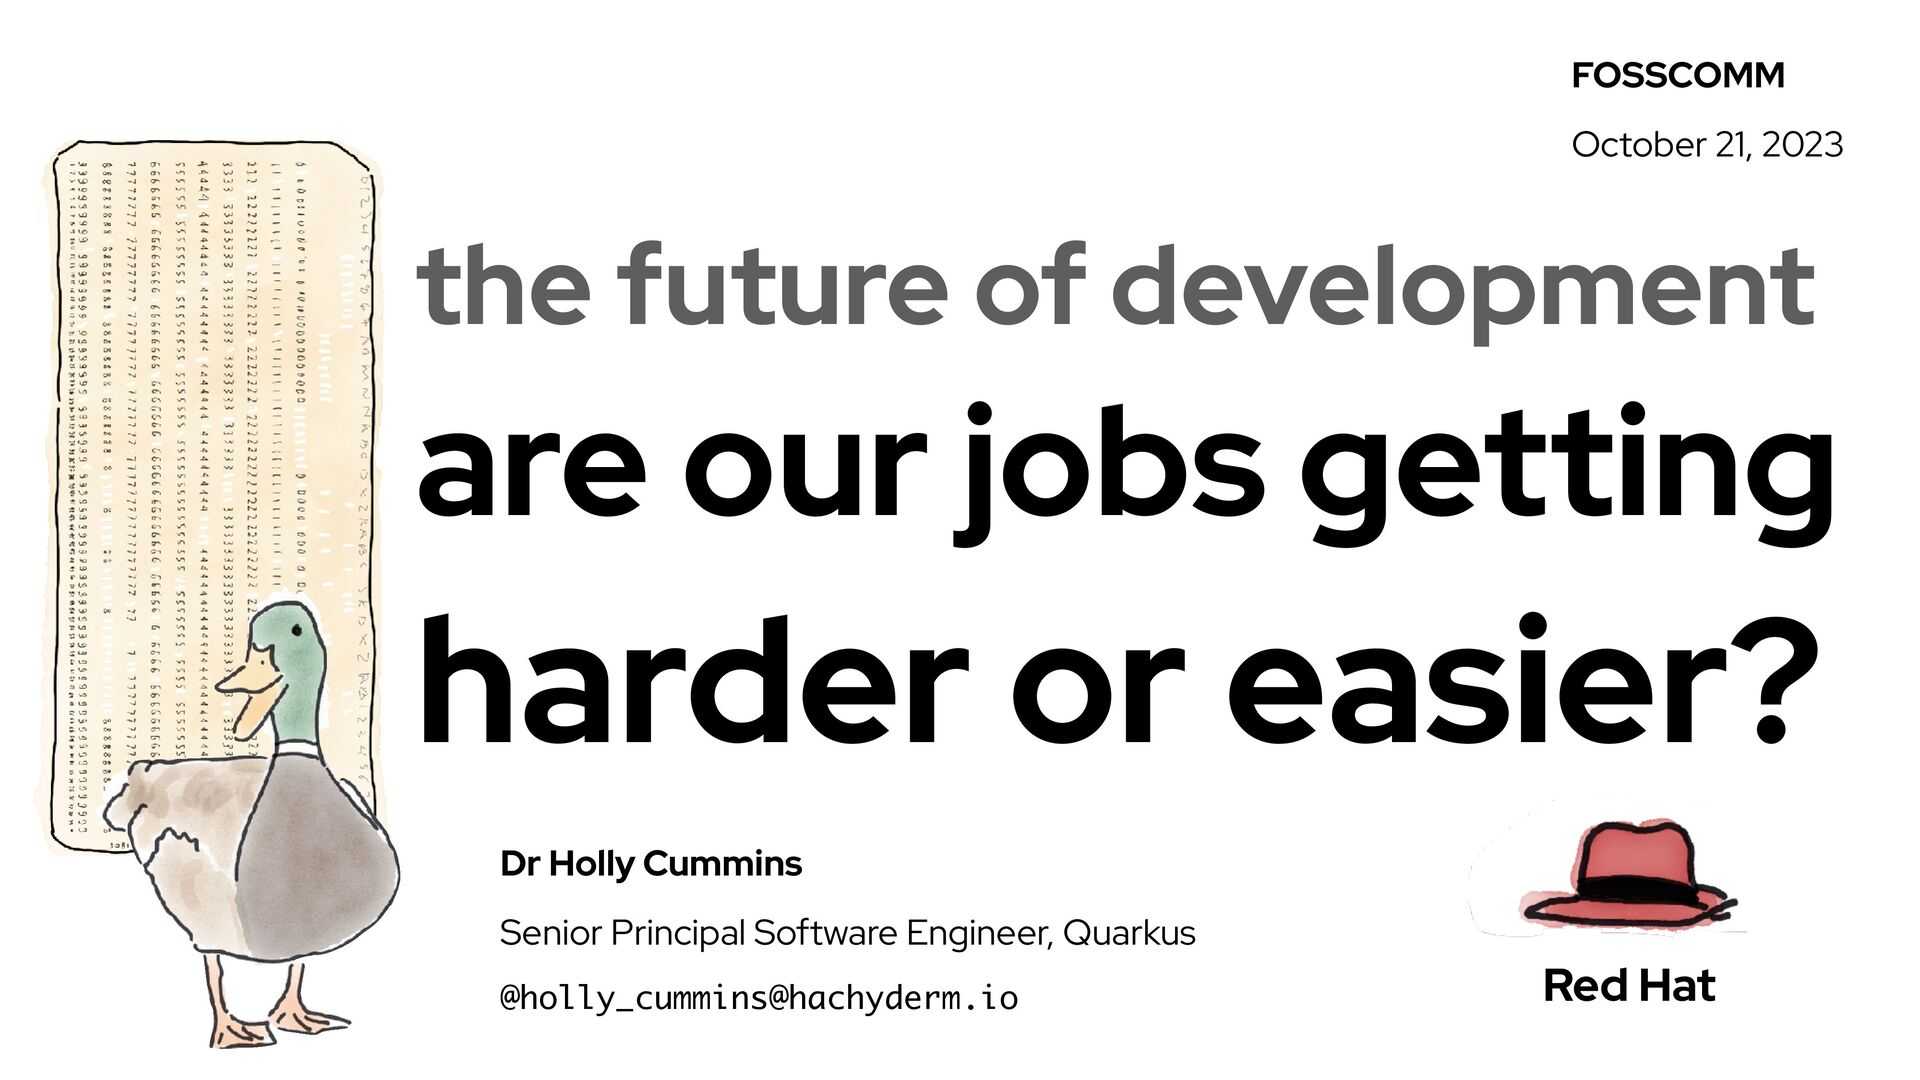 FOSSCOMM
October 21, 2023
the future of development
are our jobs getting
harder or easier?
Dr Holly Cummins
Senior Principal Software Engineer, Quarkus
@holly_cummins@hachyderm.io
Red Hat